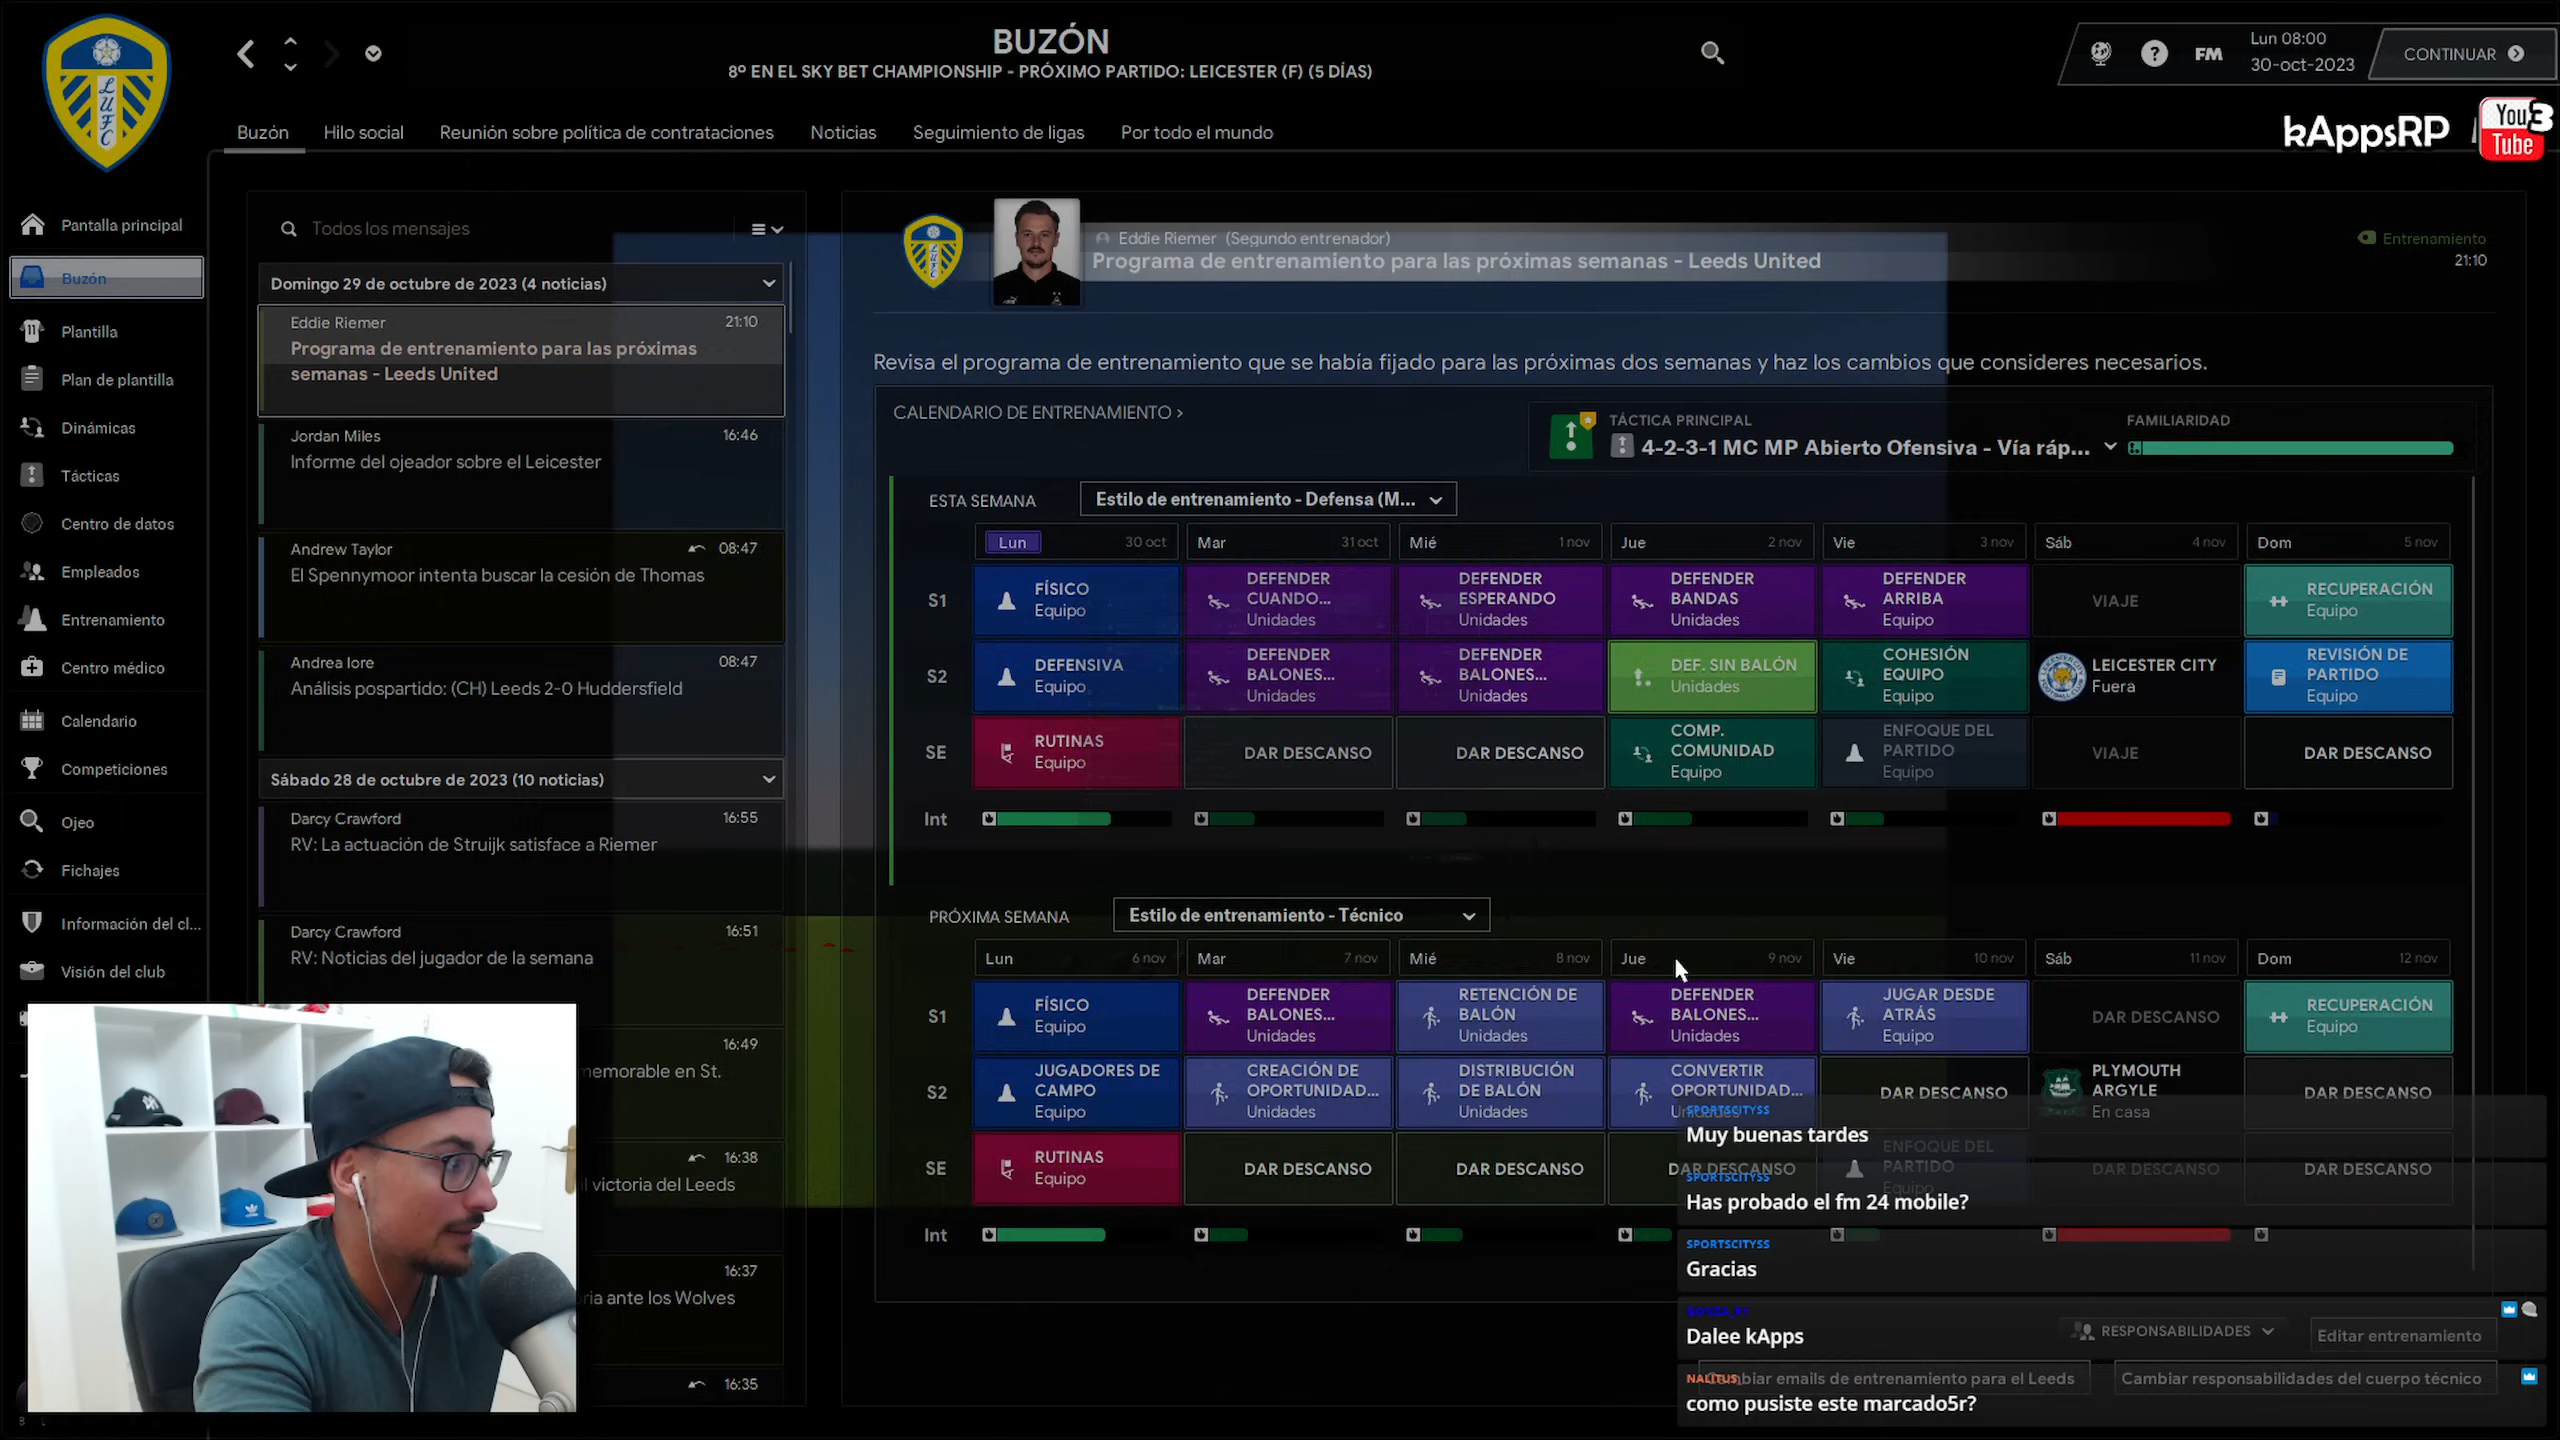 BUZÓN
8º EN EL SKY BET CHAMPIONSHIP - PRÓXIMO PARTIDO: LEICESTER (F) (5 DÍAS)
FM
Lun 08:00
30-oct-2023
CONTINUAR
LUFC
Buzón
Hilo social
Reunión sobre política de contrataciones
Noticias
Seguimiento de ligas
Por todo el mundo
kAppsRP
You
Tube
3
Pantalla principal
Buzón
Plantilla
Plan de plantilla
Dinámicas
Tácticas
Centro de datos
Empleados
Entrenamiento
Centro médico
Calendario
Competiciones
Ojeo
Fichajes
Información del cl...
Visión del club
Todos los mensajes
Domingo 29 de octubre de 2023 (4 noticias)
Eddie Riemer 21:10
Programa de entrenamiento para las próximas
semanas - Leeds United
Jordan Miles 16:46
Informe del ojeador sobre el Leicester
Andrew Taylor 08:47
El Spennymoor intenta buscar la cesión de Thomas
Andrea Iore 08:47
Análisis pospartido: (CH) Leeds 2-0 Huddersfield
Sábado 28 de octubre de 2023 (10 noticias)
Darcy Crawford 16:55
RV: La actuación de Struijk satisface a Riemer
Darcy Crawford 16:51
RV: Noticias del jugador de la semana
16:49
memorable en St.
16:38
l victoria del Leeds
16:37
ria ante los Wolves
16:35
Eddie Riemer (Segundo entrenador)
Programa de entrenamiento para las próximas semanas - Leeds United
Entrenamiento
21:10
Revisa el programa de entrenamiento que se había fijado para las próximas dos semanas y haz los cambios que consideres necesarios.
CALENDARIO DE ENTRENAMIENTO >
TÁCTICA PRINCIPAL
4-2-3-1 MC MP Abierto Ofensiva - Vía ráp...
FAMILIARIDAD
ESTA SEMANA
Estilo de entrenamiento - Defensa (M...
Lun 30 oct Mar 31 oct Mié 1 nov Jue 2 nov Vie 3 nov Sáb 4 nov Dom 5 nov
S1
FÍSICO
Equipo
DEFENDER
CUANDO...
Unidades
DEFENDER
ESPERANDO
Unidades
DEFENDER
BANDAS
Unidades
DEFENDER
ARRIBA
Equipo
VIAJE
RECUPERACIÓN
Equipo
S2
DEFENSIVA
Equipo
DEFENDER
BALONES...
Unidades
DEFENDER
BALONES...
Unidades
DEF. SIN BALÓN
Unidades
COHESIÓN
EQUIPO
Equipo
LEICESTER CITY
Fuera
REVISIÓN DE
PARTIDO
Equipo
SE
RUTINAS
Equipo
DAR DESCANSO
DAR DESCANSO
COMP.
COMUNIDAD
Equipo
ENFOQUE DEL
PARTIDO
Equipo
VIAJE
DAR DESCANSO
Int
PRÓXIMA SEMANA
Estilo de entrenamiento - Técnico
Lun 6 nov Mar 7 nov Mié 8 nov Jue 9 nov Vie 10 nov Sáb 11 nov Dom 12 nov
S1
FÍSICO
Equipo
DEFENDER
BALONES...
Unidades
RETENCIÓN DE
BALÓN
Unidades
DEFENDER
BALONES...
Unidades
JUGAR DESDE
ATRÁS
Equipo
DAR DESCANSO
RECUPERACIÓN
Equipo
S2
JUGADORES DE
CAMPO
Equipo
CREACIÓN DE
OPORTUNIDAD...
Unidades
DISTRIBUCIÓN
DE BALÓN
Unidades
CONVERTIR
OPORTUNIDAD...
Unidades
DAR DESCANSO
PLYMOUTH
ARGYLE
En casa
DAR DESCANSO
SE
RUTINAS
Equipo
DAR DESCANSO
DAR DESCANSO
DAR DESCANSO
ENFOQUE DEL
PARTIDO
Equipo
DAR DESCANSO
DAR DESCANSO
Int
SPORTSCITYSS
Muy buenas tardes
SPORTSCITYSS
Has probado el fm 24 mobile?
SPORTSCITYSS
Gracias
Dalee kApps
RESPONSABILIDADES
Editar entrenamiento
NALITUS
Cambiar emails de entrenamiento para el Leeds
Cambiar responsabilidades del cuerpo técnico
como pusiste este marcado5r?